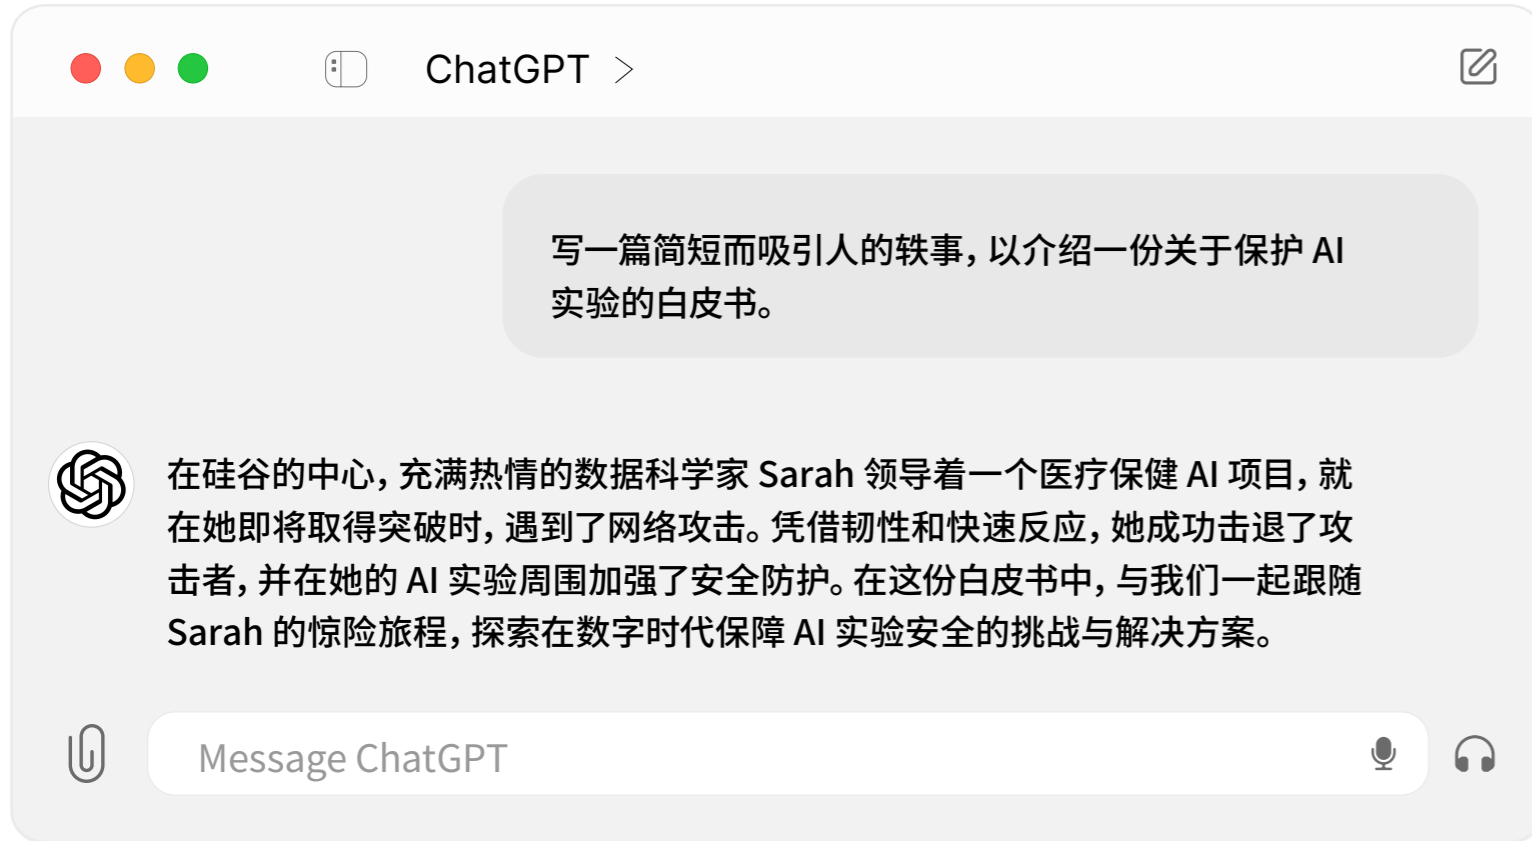 ChatGPT >
写一篇简短而吸引人的轶事，以介绍一份关于保护 AI
实验的白皮书。
在硅谷的中心，充满热情的数据科学家 Sarah 领导着一个医疗保健 AI 项目，就
在她即将取得突破时，遇到了网络攻击。凭借韧性和快速反应，她成功击退了攻
击者，并在她的 AI 实验周围加强了安全防护。在这份白皮书中，与我们一起跟随
Sarah 的惊险旅程，探索在数字时代保障 AI 实验安全的挑战与解决方案。
Message ChatGPT